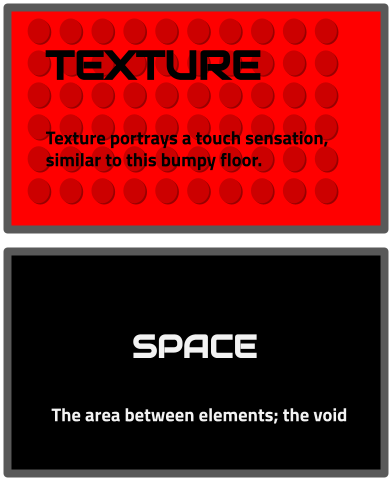 TEXTURE
Texture portrays a touch sensation,
similar to this bumpy floor.
SPACE
The area between elements; the void